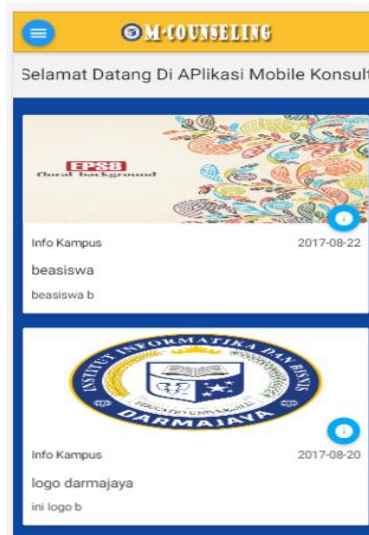 M-COUNSELING
Selamat Datang Di APlikasi Mobile Konsult
EPS8
floral background
Info Kampus 2017-08-22
beasiswa
beasiswa b
INSTITUT INFORMATIKA DAN BISNIS
DARMAJAYA
Info Kampus 2017-08-20
logo darmajaya
ini logo b